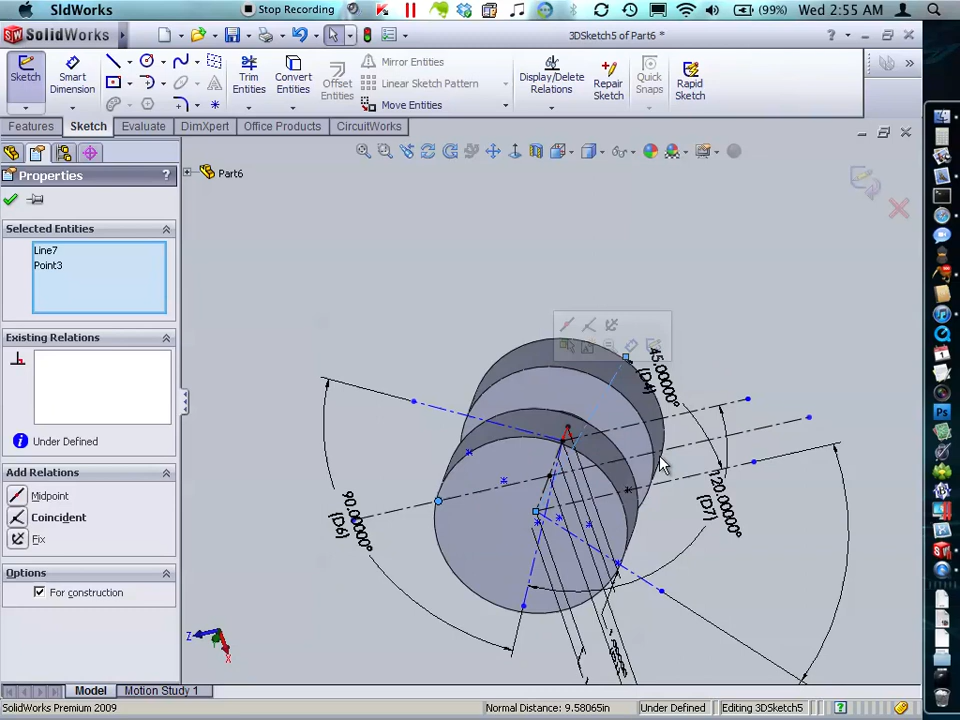 SldWorks
Stop Recording
(99%)
Wed 2:55 AM
SolidWorks
3DSketch5 of Part6 *
Sketch
Smart
Dimension
Trim
Entities
Convert
Entities
Offset
Entities
Mirror Entities
Linear Sketch Pattern
Move Entities
Display/Delete
Relations
Repair
Sketch
Quick
Snaps
Rapid
Sketch
Features
Sketch
Evaluate
DimXpert
Office Products
CircuitWorks
Properties
?
Part6
Selected Entities
Line7
Point3
Existing Relations
Under Defined
Add Relations
Midpoint
Coincident
Fix
Options
For construction
45.00000°
(D4)
90.00000°
(D6)
120.00000°
(D7)
Z
X
Model
Motion Study 1
SolidWorks Premium 2009
Normal Distance: 9.58065in
Under Defined
Editing 3DSketch5